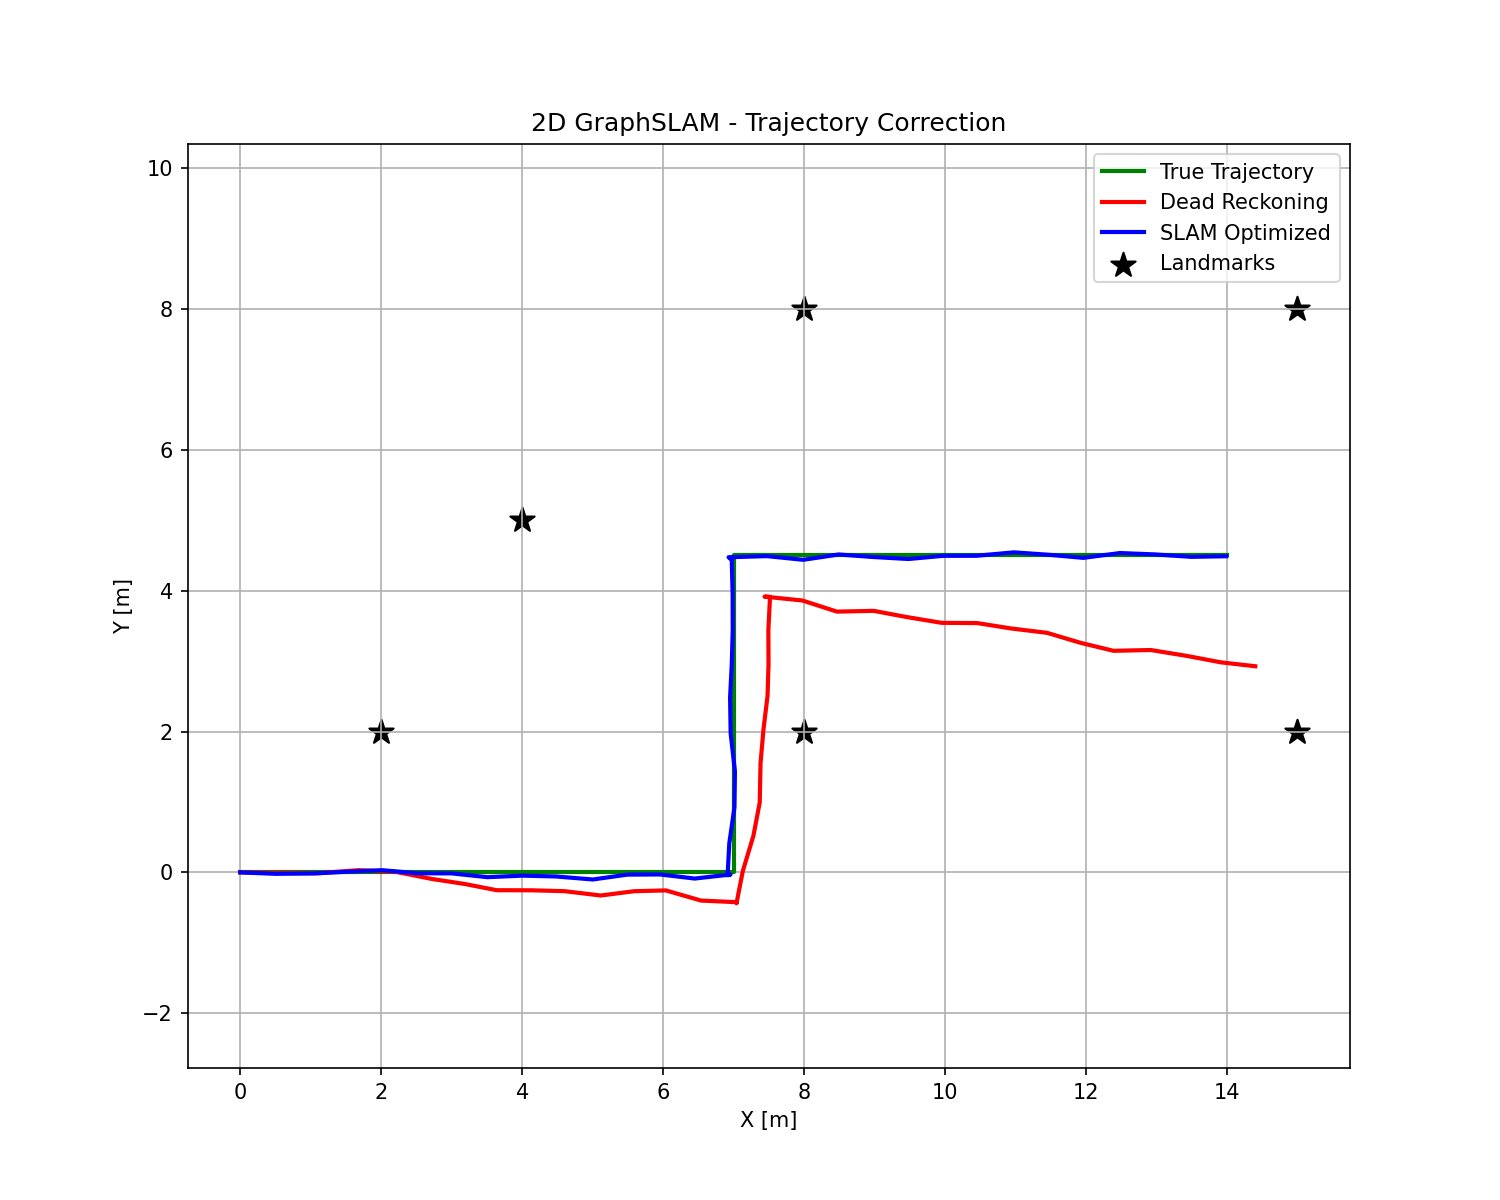 2D GraphSLAM - Trajectory Correction
True Trajectory
Dead Reckoning
SLAM Optimized
Landmarks
10
8
6
4
2
0
−2
Y [m]
0 2 4 6 8 10 12 14
X [m]